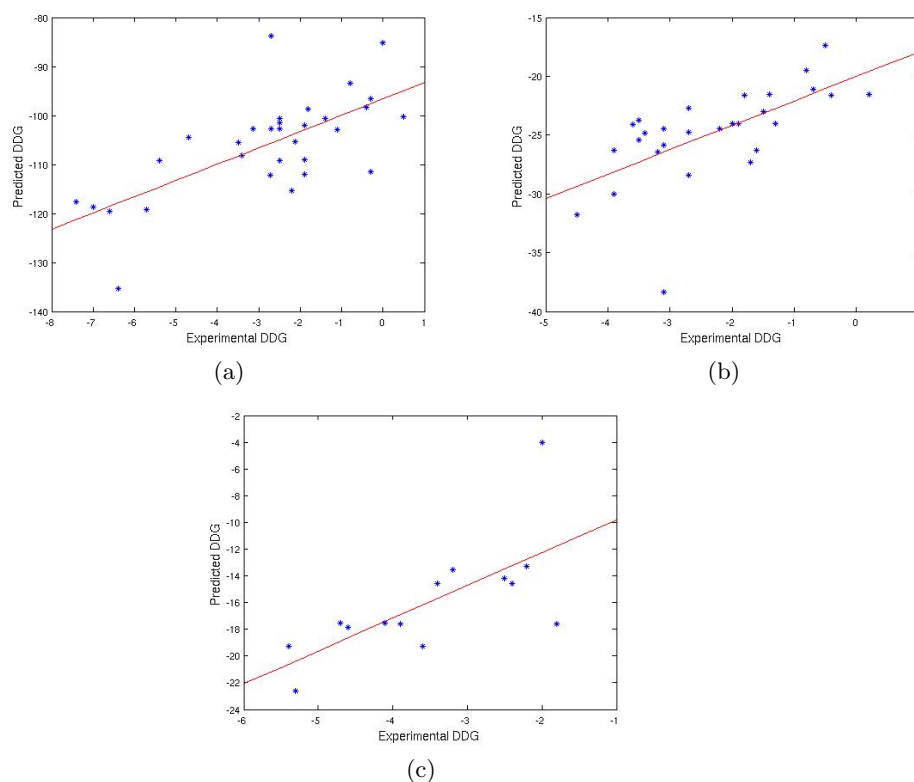 -80
-90
-100
-110
-120
-130
-140
Predicted DDG
-8 -7 -6 -5 -4 -3 -2 -1 0 1
Experimental DDG
(a)
-15
-20
-25
-30
-35
-40
Predicted DDG
-5 -4 -3 -2 -1 0
Experimental DDG
(b)
-2
-4
-6
-8
-10
-12
-14
-16
-18
-20
-22
-24
Predicted DDG
-6 -5 -4 -3 -2 -1
Experimental DDG
(c)